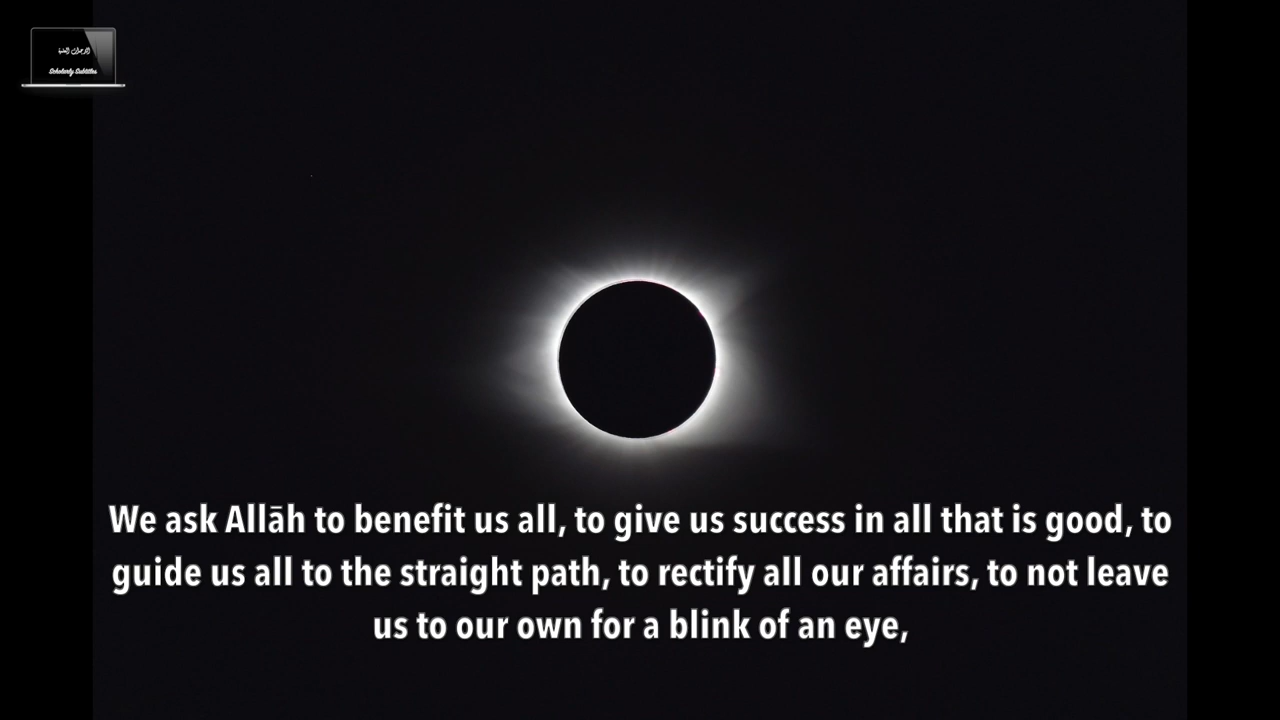 Scholarly Subtitles
We ask Allāh to benefit us all, to give us success in all that is good, to
guide us all to the straight path, to rectify all our affairs, to not leave
us to our own for a blink of an eye,